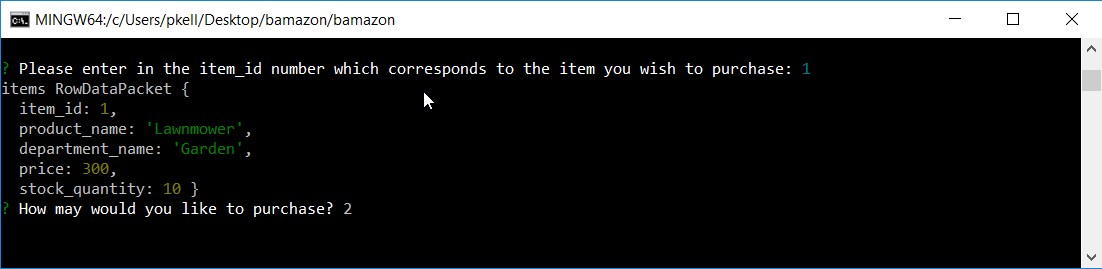 MINGW64:/c/Users/pkell/Desktop/bamazon/bamazon
? Please enter in the item_id number which corresponds to the item you wish to purchase: 1
items RowDataPacket {
  item_id: 1,
  product_name: 'Lawnmower',
  department_name: 'Garden',
  price: 300,
  stock_quantity: 10 }
? How may would you like to purchase? 2